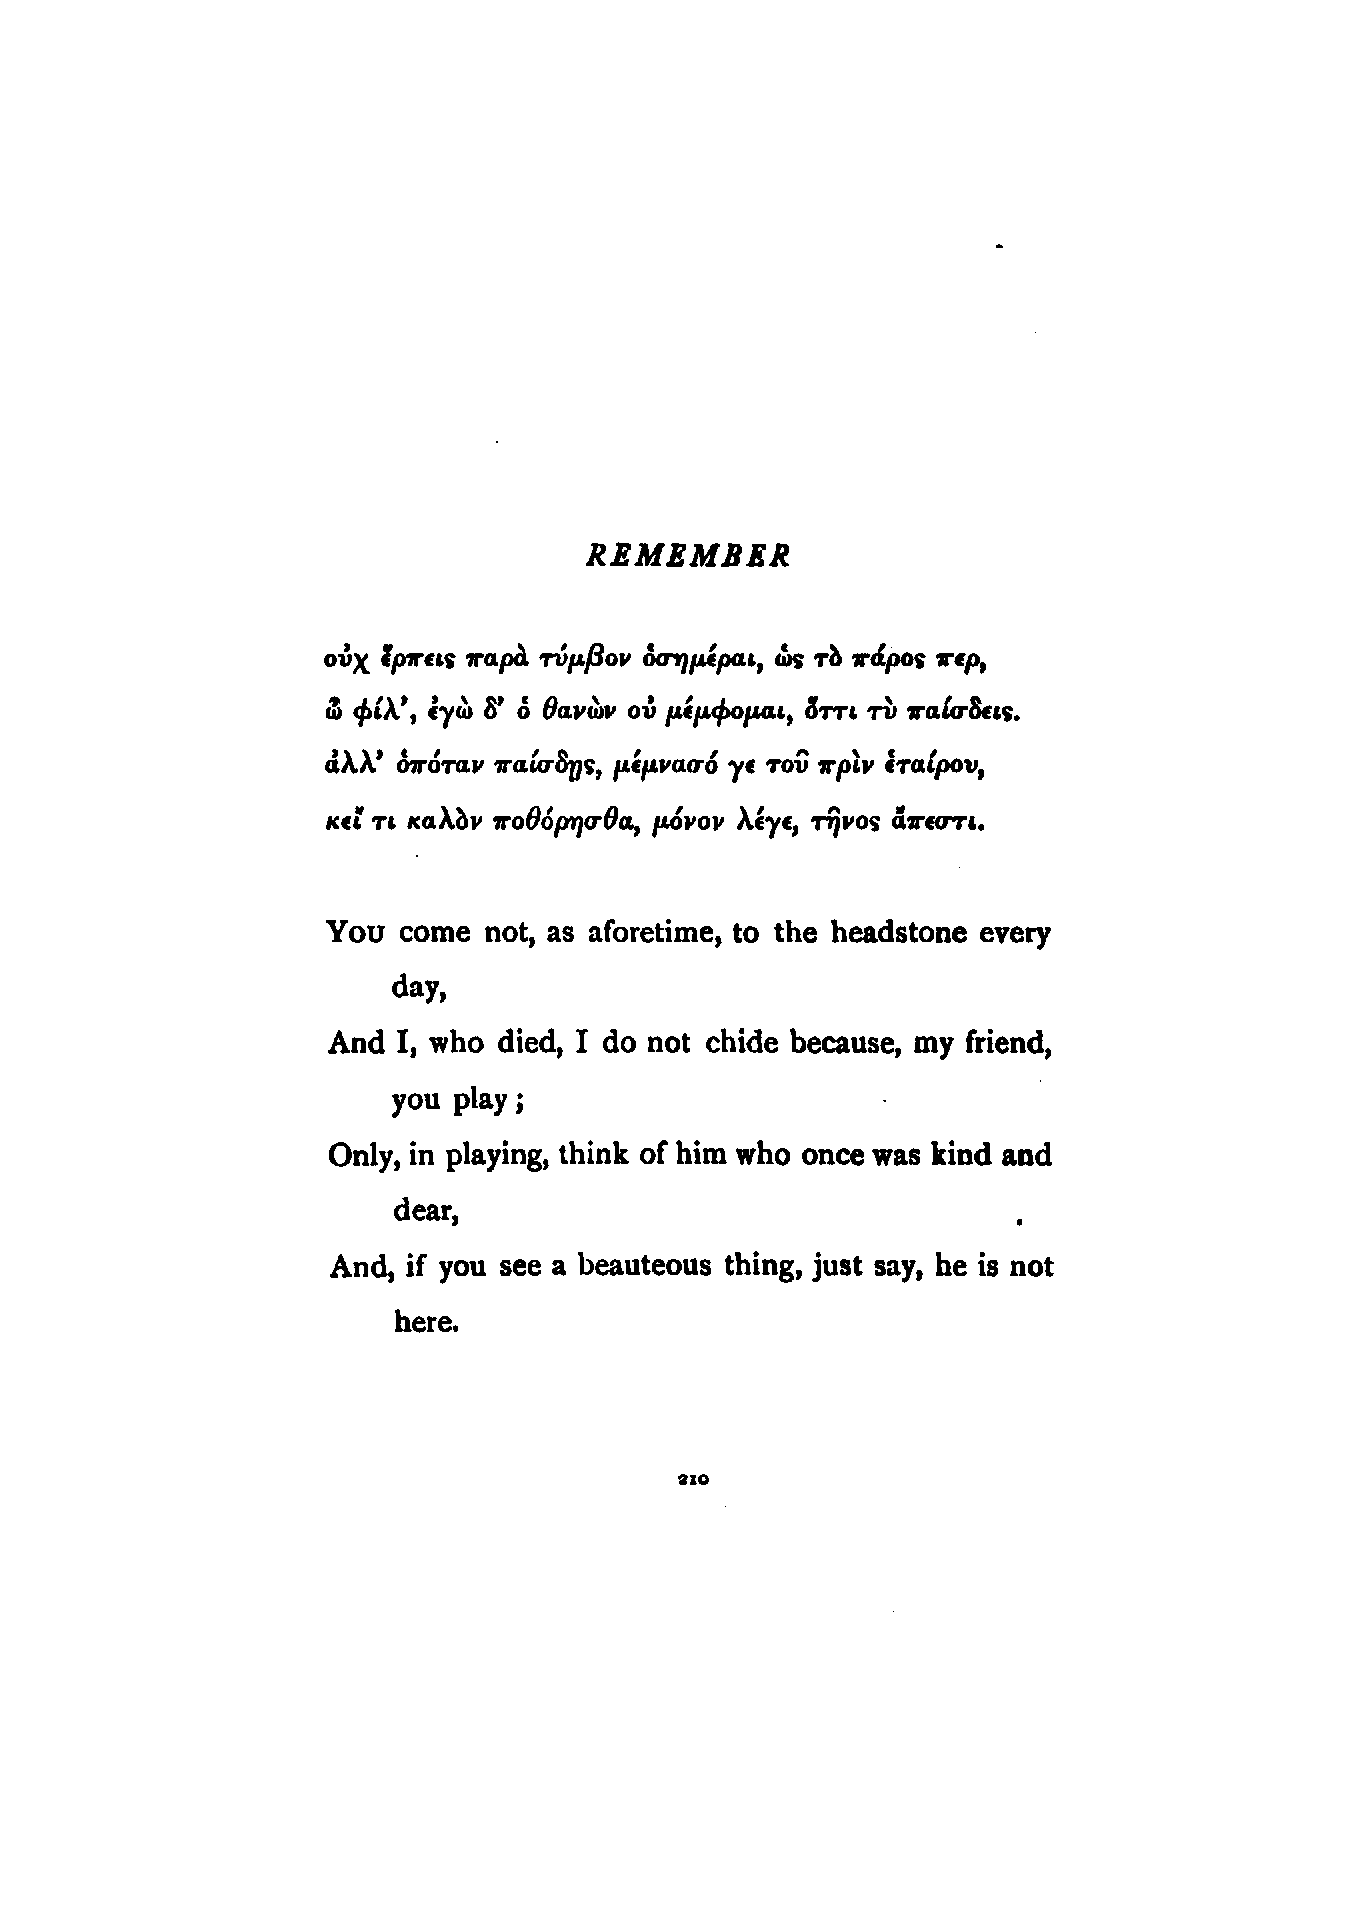 REMEMBER
οὐχ ἕρπεις παρὰ τύμβον ὁσημέραι, ὡς τὸ πάρος περ,
ὦ φίλ’, ἐγὼ δ’ ὁ θανὼν οὐ μέμφομαι, ὅττι τὺ παίσδεις.
ἀλλ’ ὁπόταν παίσδῃς, μέμνασό γε τοῦ πρὶν ἑταίρου,
κεἴ τι καλὸν ποθόρησθα, μόνον λέγε, τῆνος ἄπεστι.
YOU come not, as aforetime, to the headstone every
day,
And I, who died, I do not chide because, my friend,
you play ;
Only, in playing, think of him who once was kind and
dear,
And, if you see a beauteous thing, just say, he is not
here.
210